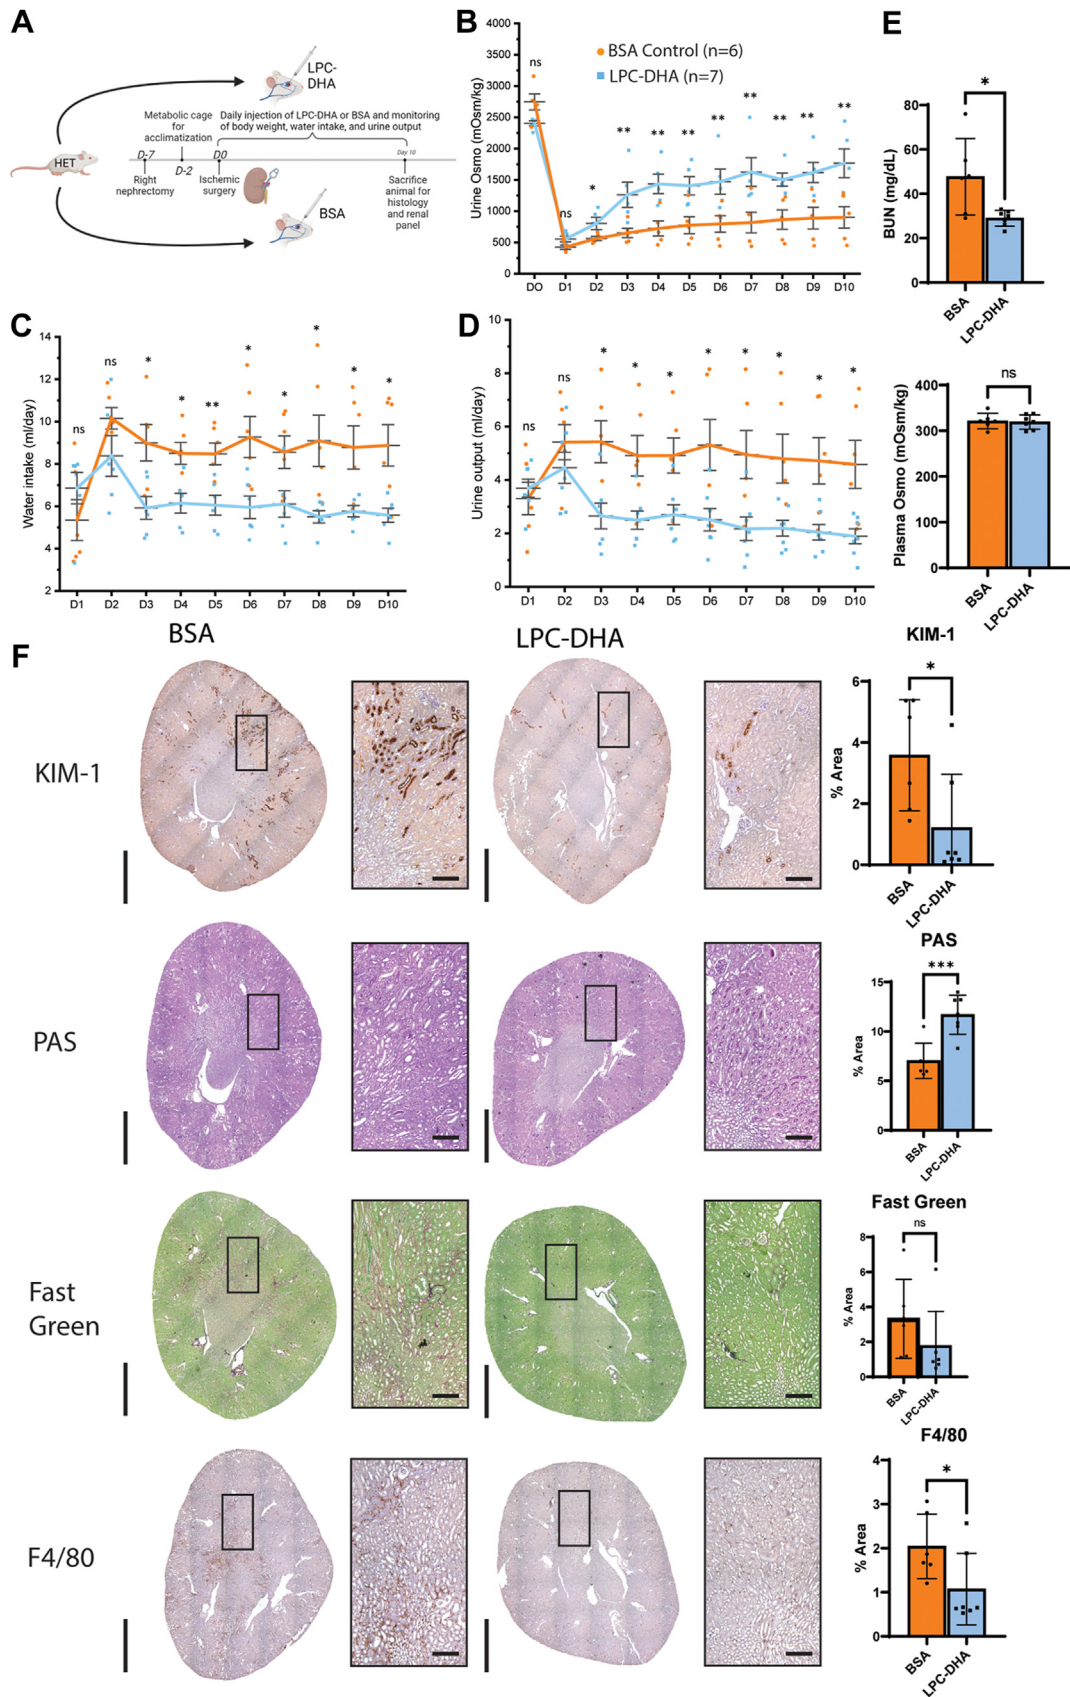 A
LPC-
DHA
Metabolic cage
for
acclimatization
Daily injection of LPC-DHA or BSA and monitoring
of body weight, water intake, and urine output
HET
D-7
D-2
D0
Day 10
Right
nephrectomy
Ischemic
surgery
Sacrifice
animal for
histology
and renal
panel
BSA
B
Urine Osmo (mOsm/kg)
4000
3500
3000
2500
2000
1500
1000
500
0
BSA Control (n=6)
LPC-DHA (n=7)
ns
ns
*
**
**
**
**
**
**
**
**
D0 D1 D2 D3 D4 D5 D6 D7 D8 D9 D10
E
BUN (mg/dL)
80
60
40
20
0
*
BSA
LPC-DHA
Plasma Osmo (mOsm/kg)
400
300
200
100
0
ns
BSA
LPC-DHA
C
Water intake (ml/day)
14
12
10
8
6
4
2
ns
ns
*
*
**
*
*
*
*
*
D1 D2 D3 D4 D5 D6 D7 D8 D9 D10
D
Urine output (ml/day)
10
8
6
4
2
0
ns
ns
*
*
*
*
*
*
*
*
D1 D2 D3 D4 D5 D6 D7 D8 D9 D10
F
BSA
LPC-DHA
KIM-1
KIM-1
% Area
6
4
2
0
*
BSA
LPC-DHA
PAS
PAS
% Area
15
10
5
0
***
BSA
LPC-DHA
Fast
Green
Fast Green
% Area
8
6
4
2
0
ns
BSA
LPC-DHA
F4/80
F4/80
% Area
4
3
2
1
0
*
BSA
LPC-DHA